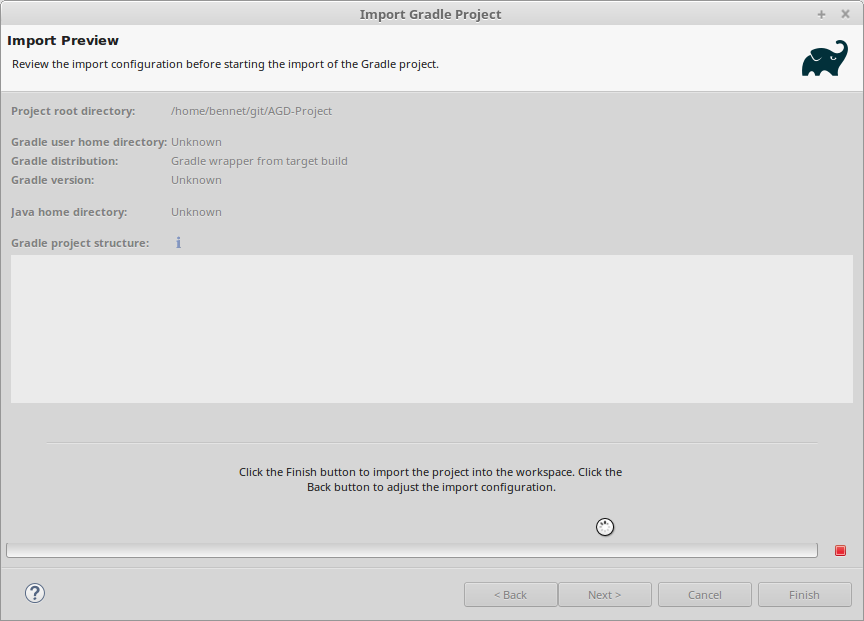 Import Gradle Project
Import Preview
Review the import configuration before starting the import of the Gradle project.
Project root directory: /home/bennet/git/AGD-Project
Gradle user home directory: Unknown
Gradle distribution: Gradle wrapper from target build
Gradle version: Unknown
Java home directory: Unknown
Gradle project structure:
Click the Finish button to import the project into the workspace. Click the
Back button to adjust the import configuration.
< Back Next > Cancel Finish